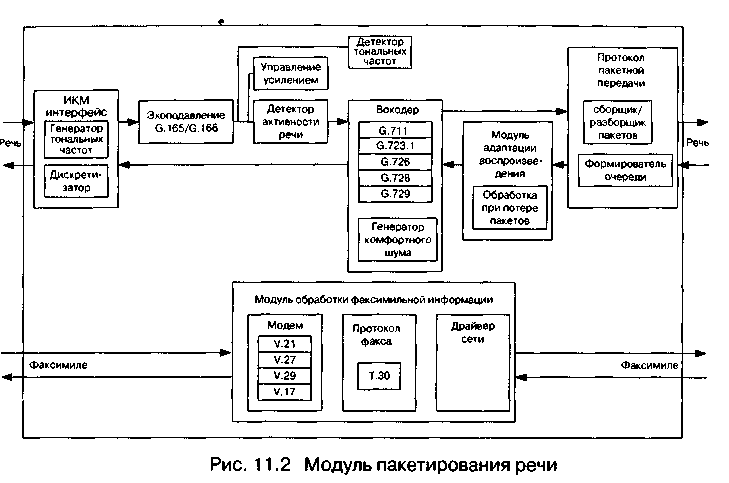 Детектор
тональных
частот
Управление
усилением
Протокол
пакетной
передачи
ИКМ
интерфейс
Генератор
тональных
частот
Дискрети-
затор
Эхоподавление
G.165/G.166
Детектор
активности
речи
Вокодер
G.711
G.723.1
G.726
G.728
G.729
Генератор
комфортного
шума
Модуль
адаптации
воспроизве-
дения
Обработка
при потере
пакетов
сборщик/
разборщик
пакетов
Формирователь
очереди
Речь
Речь
Модуль обработки факсимильной информации
Модем
V.21
V.27
V.29
V.17
Протокол
факса
T.30
Драйвер
сети
Факсимиле
Факсимиле
Рис. 11.2 Модуль пакетирования речи